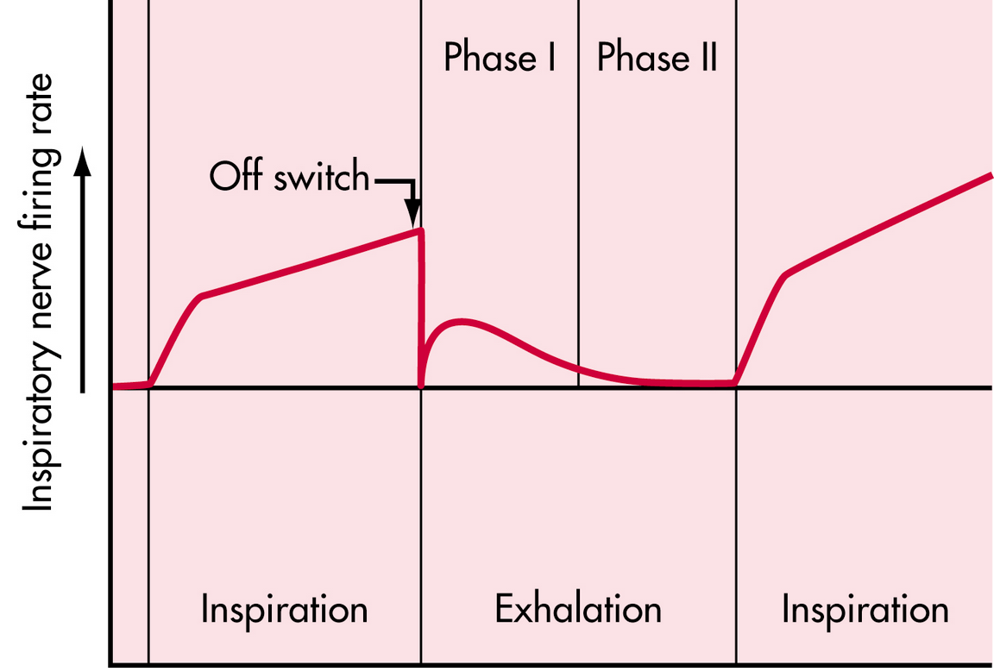 Inspiratory nerve firing rate
Phase I
Phase II
Off switch
Inspiration
Exhalation
Inspiration